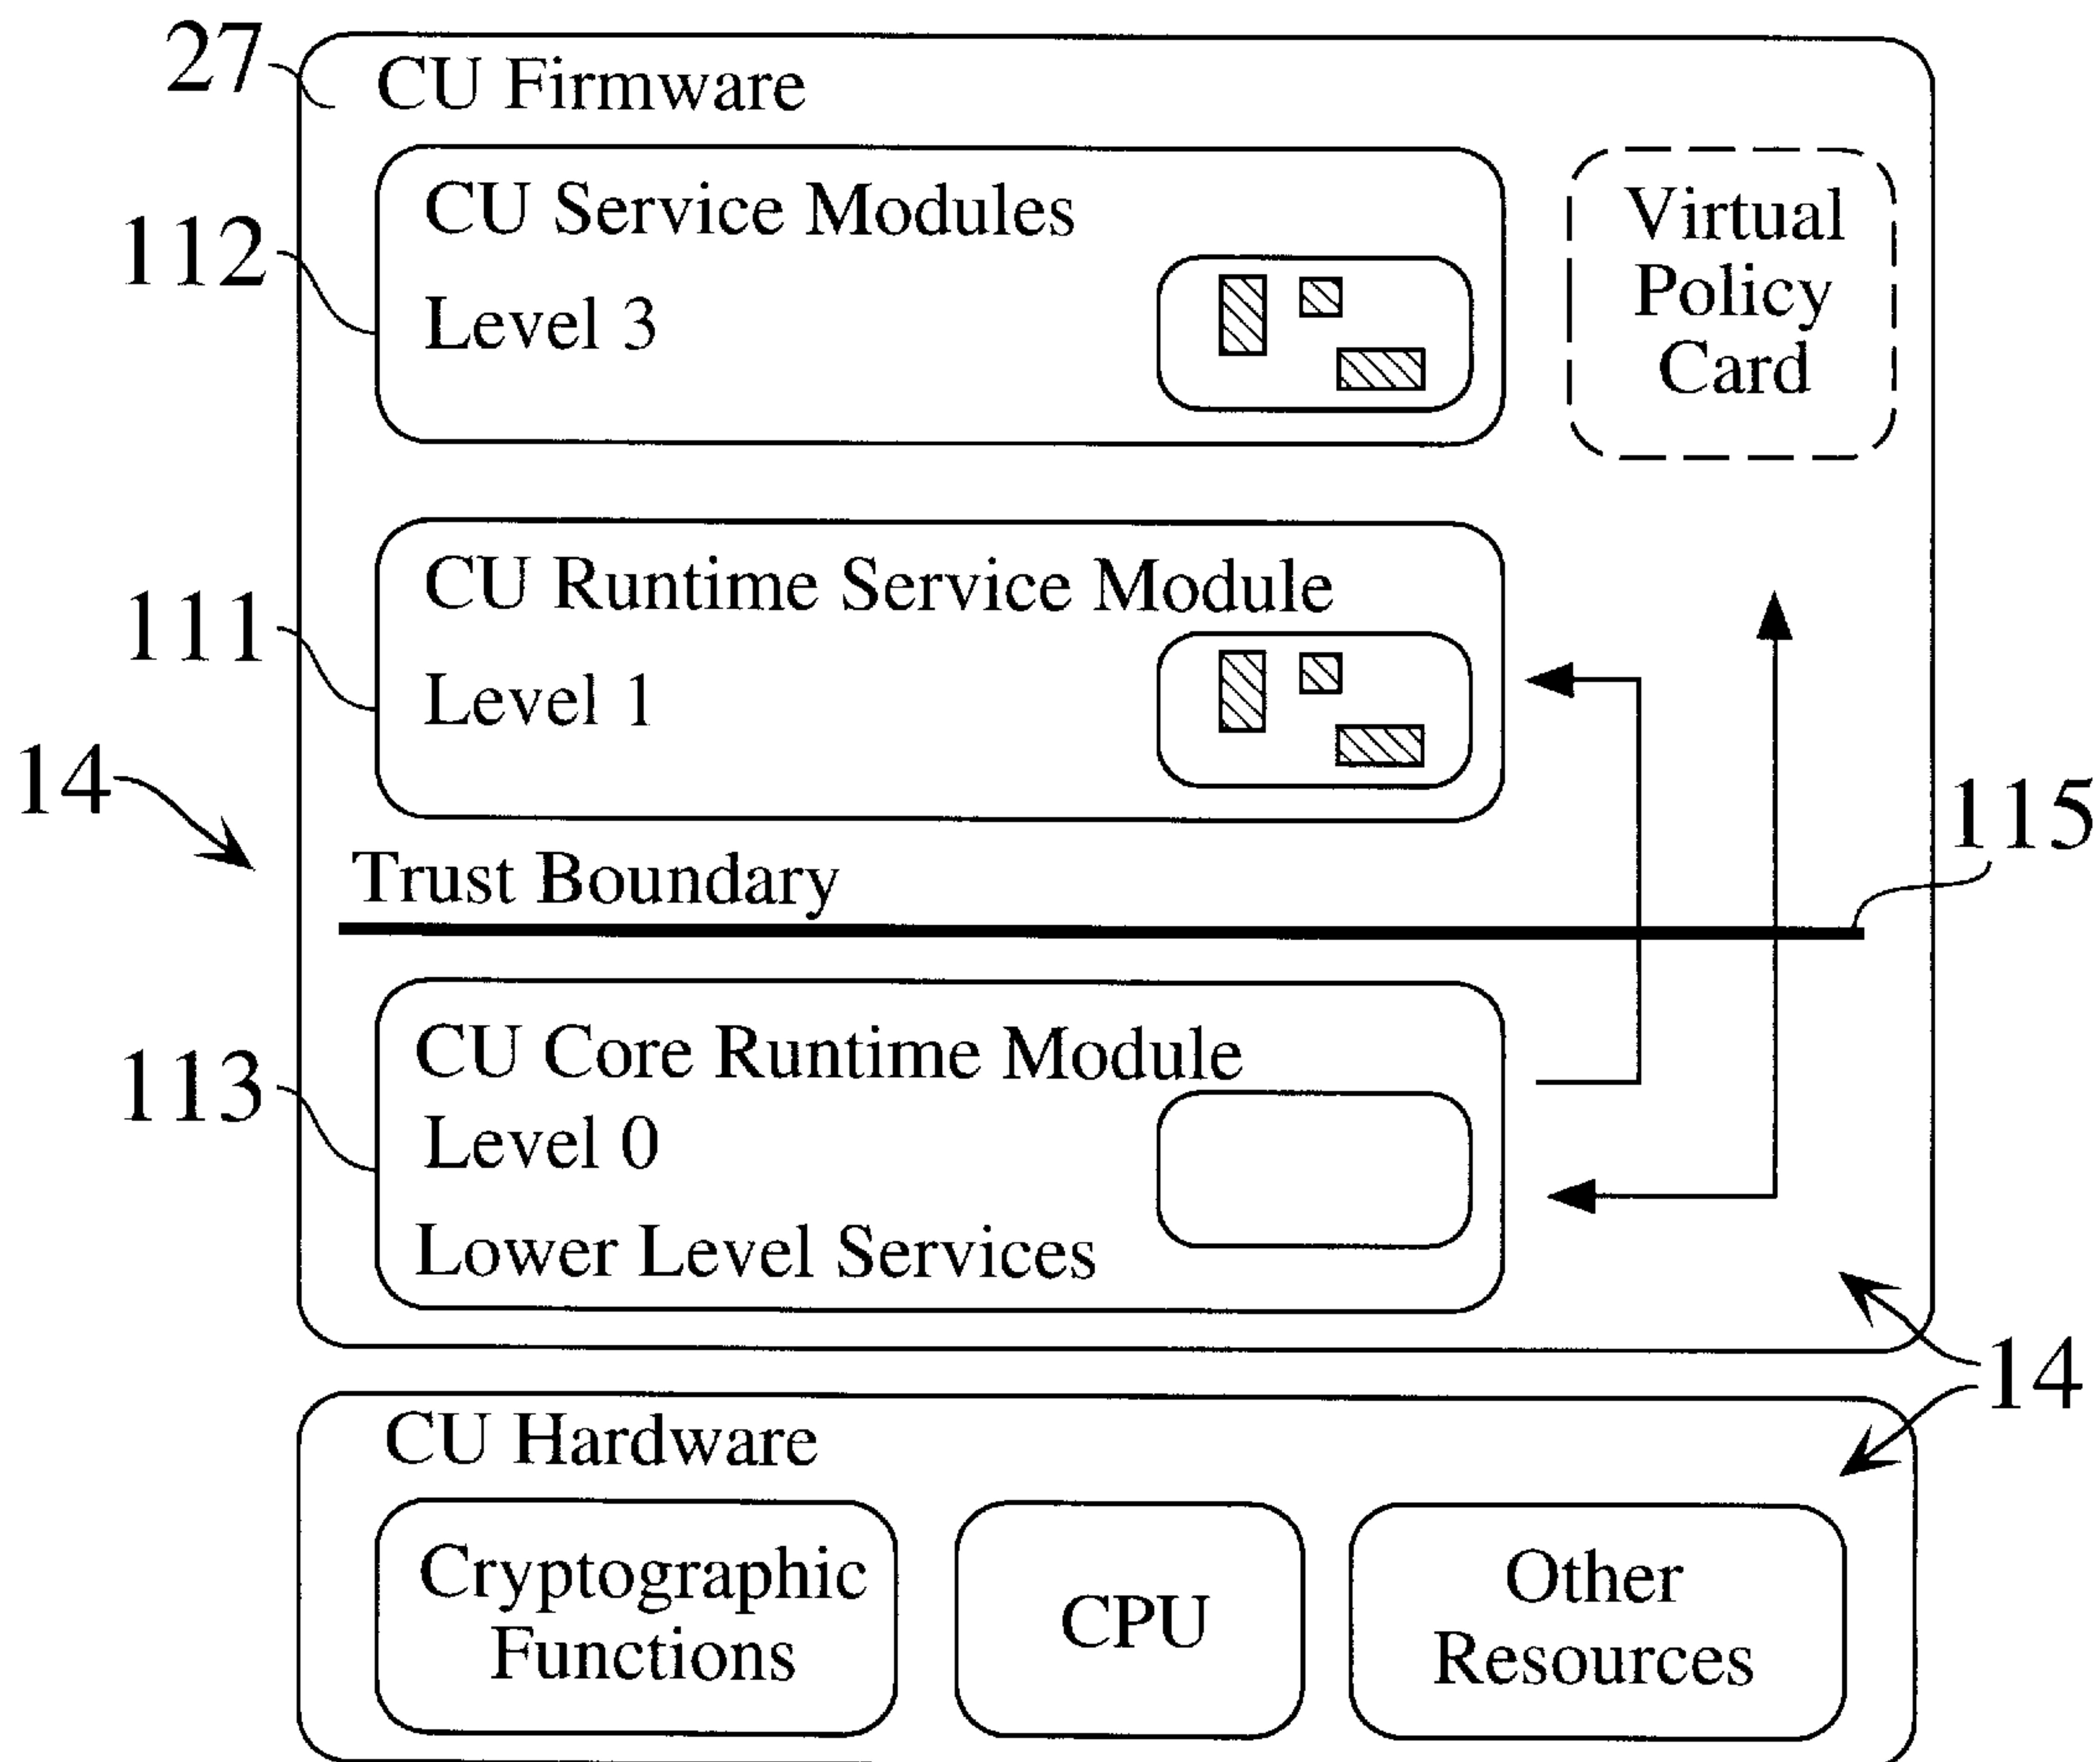 27
CU Firmware
CU Service Modules
112
Level 3
Virtual
Policy
Card
CU Runtime Service Module
111
Level 1
14
115
Trust Boundary
CU Core Runtime Module
113
Level 0
Lower Level Services
14
CU Hardware
Cryptographic
Functions
CPU
Other
Resources